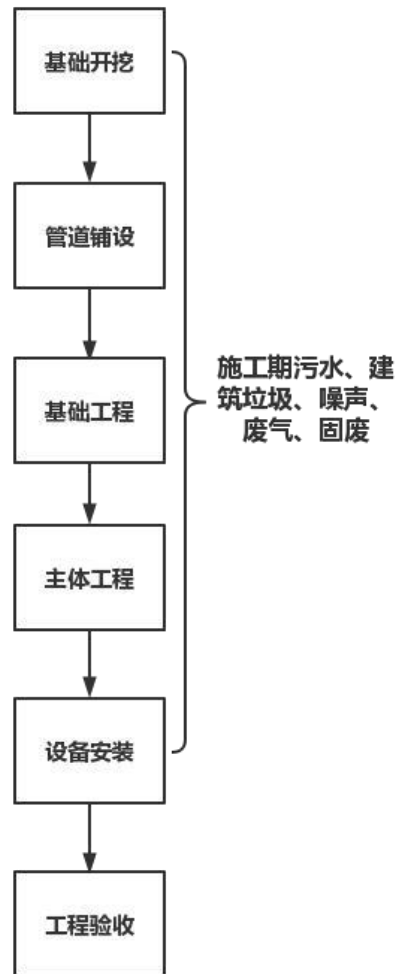 基础开挖
管道铺设
基础工程
主体工程
设备安装
工程验收
施工期污水、建
筑垃圾、噪声、
废气、固废